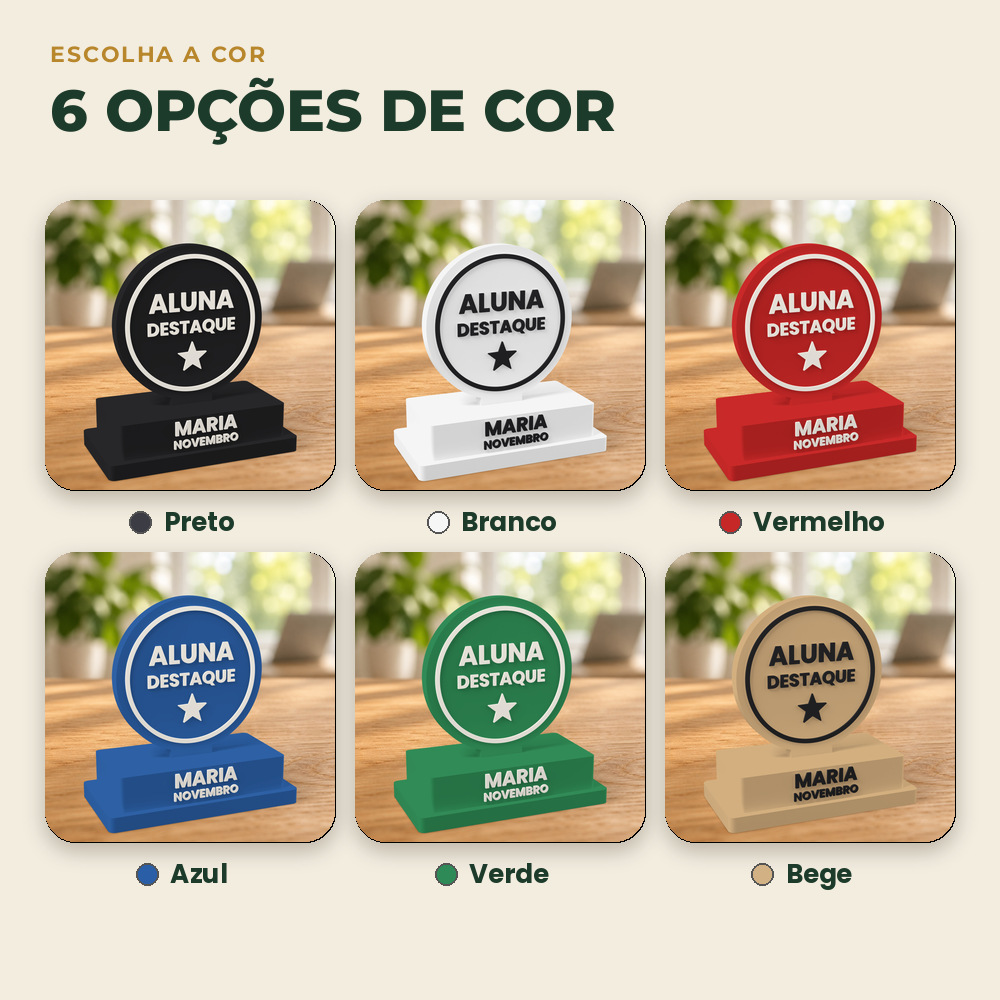 ESCOLHA A COR
6 OPÇÕES DE COR
ALUNA
DESTAQUE
MARIA
NOVEMBRO
Preto
ALUNA
DESTAQUE
MARIA
NOVEMBRO
Branco
ALUNA
DESTAQUE
MARIA
NOVEMBRO
Vermelho
ALUNA
DESTAQUE
MARIA
NOVEMBRO
Azul
ALUNA
DESTAQUE
MARIA
NOVEMBRO
Verde
ALUNA
DESTAQUE
MARIA
NOVEMBRO
Bege